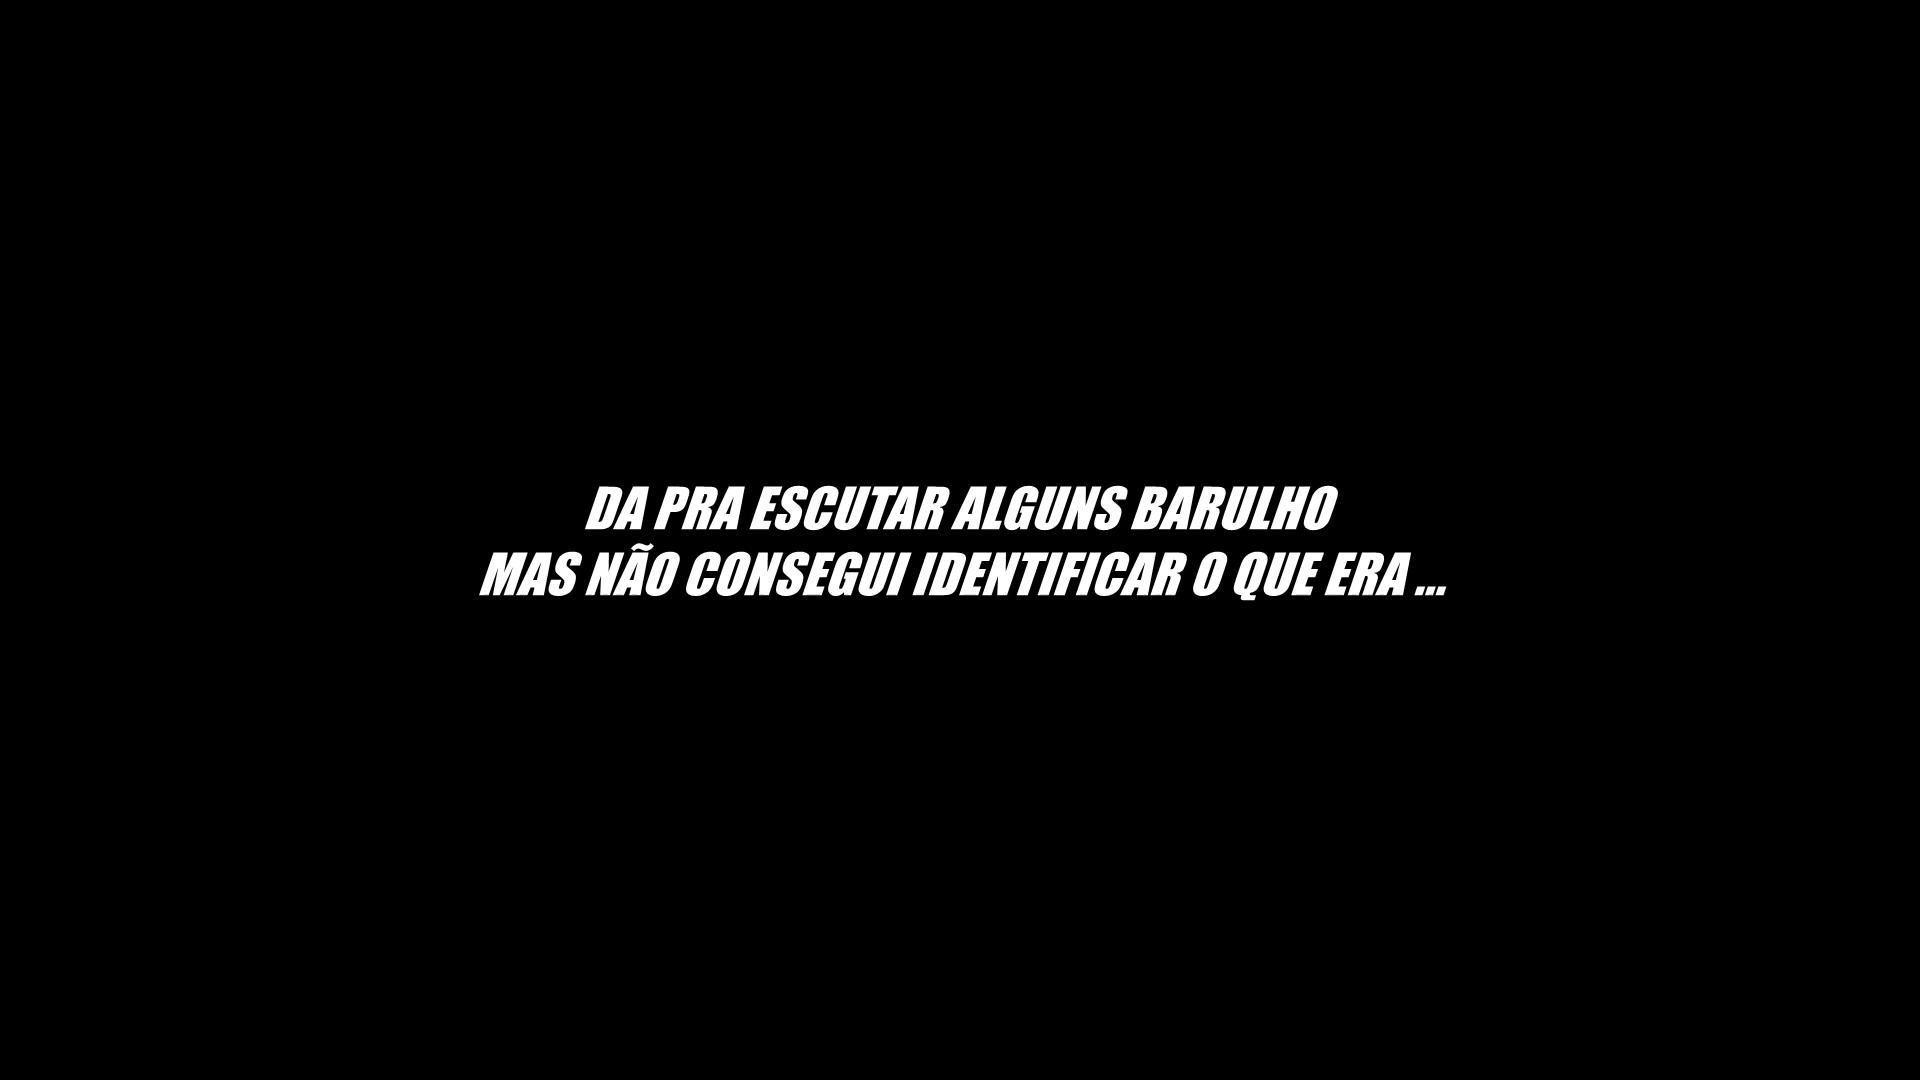 DA PRA ESCUTAR ALGUNS BARULHO
MAS NÃO CONSEGUI IDENTIFICAR O QUE ERA ...